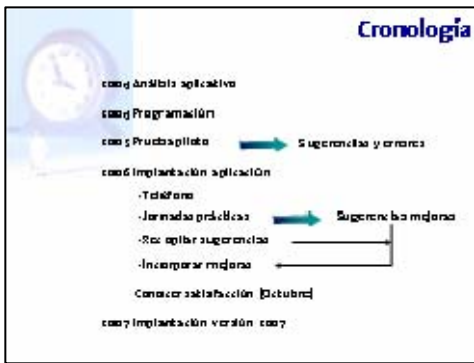 Cronología
2004 Análisis aplicativo
2004 Programación
2005 Prueba piloto Sugerencias y errores
2006 Implantación aplicación
-Teléfono
-Jornadas prácticas Sugerencias mejoras
-Recopilar sugerencias
-Incorporar mejoras
Conocer satisfacción (Octubre)
2007 Implantación versión 2007